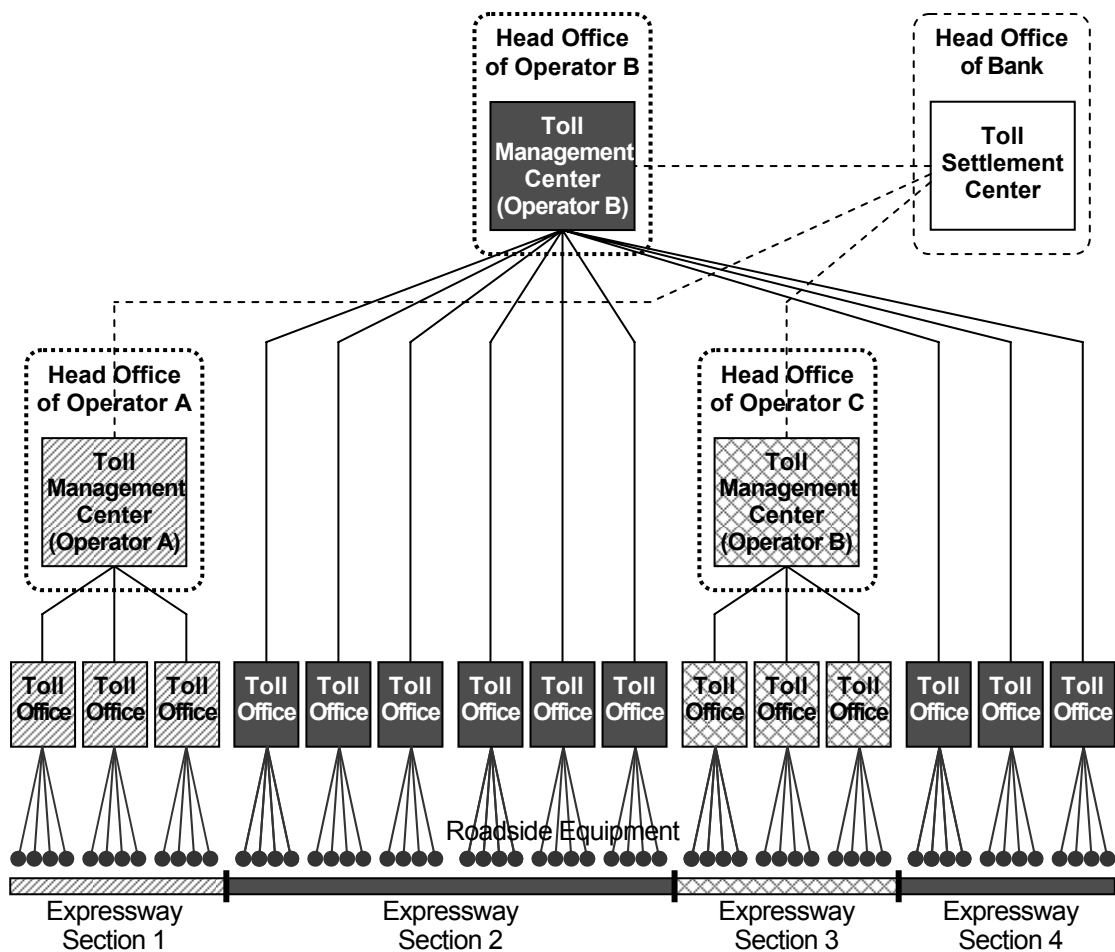 Head Office
of Operator B
Toll
Management
Center
(Operator B)
Head Office
of Bank
Toll
Settlement
Center
Head Office
of Operator A
Toll
Management
Center
(Operator A)
Head Office
of Operator C
Toll
Management
Center
(Operator B)
Toll
Office
Toll
Office
Toll
Office
Toll
Office
Toll
Office
Toll
Office
Toll
Office
Toll
Office
Toll
Office
Toll
Office
Toll
Office
Toll
Office
Toll
Office
Toll
Office
Toll
Office
Roadside Equipment
Expressway
Section 1
Expressway
Section 2
Expressway
Section 3
Expressway
Section 4